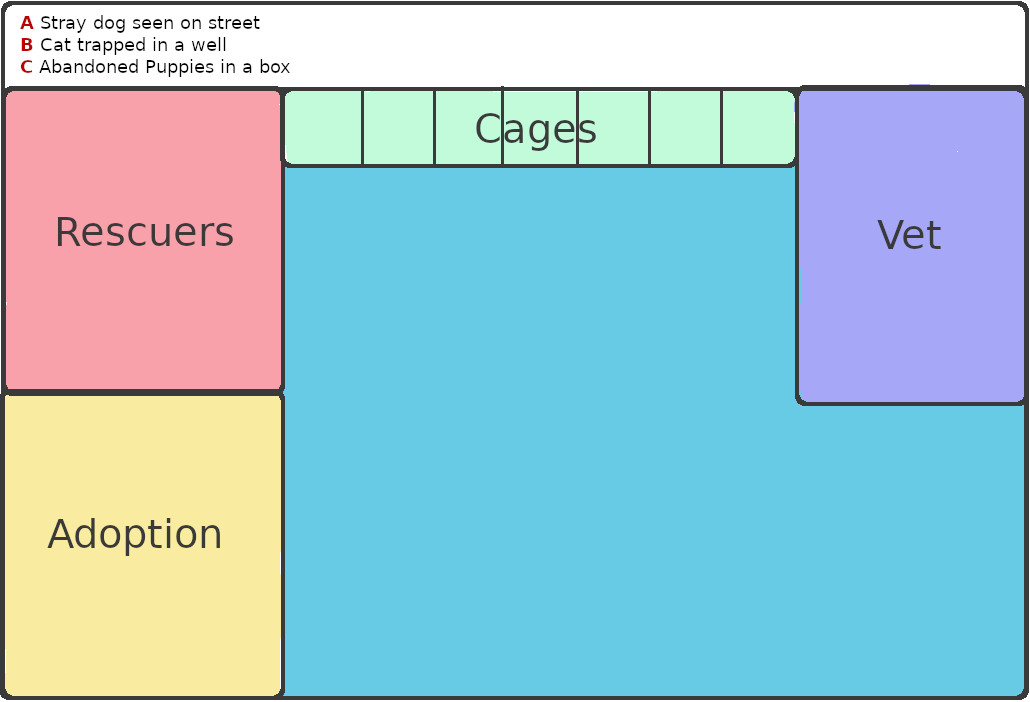 A Stray dog seen on street
B Cat trapped in a well
C Abandoned Puppies in a box
Cages
Rescuers
Vet
Adoption